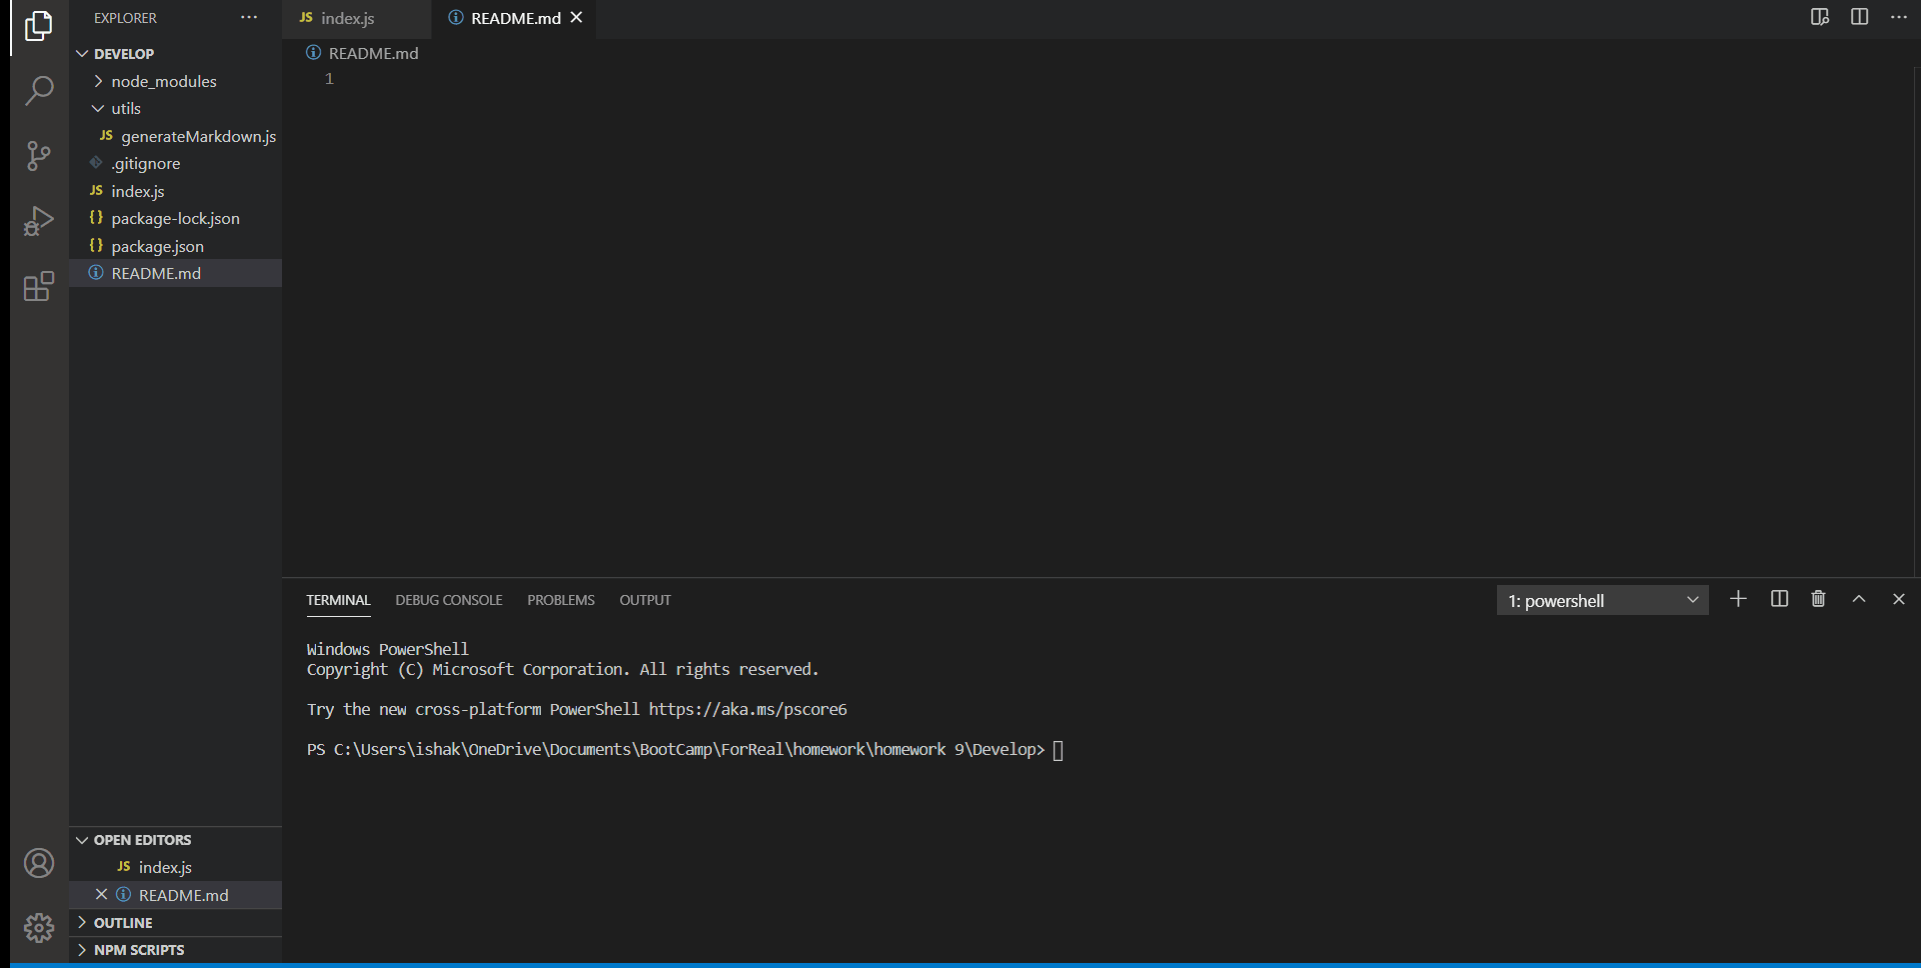 EXPLORER
DEVELOP
node_modules
utils
JS generateMarkdown.js
.gitignore
JS index.js
{} package-lock.json
{} package.json
README.md
OPEN EDITORS
JS index.js
README.md
OUTLINE
NPM SCRIPTS
JS index.js
README.md
README.md
1
TERMINAL DEBUG CONSOLE PROBLEMS OUTPUT
1: powershell
Windows PowerShell
Copyright (C) Microsoft Corporation. All rights reserved.
Try the new cross-platform PowerShell https://aka.ms/pscore6
PS C:\Users\ishak\OneDrive\Documents\BootCamp\ForReal\homework\homework 9\Develop>